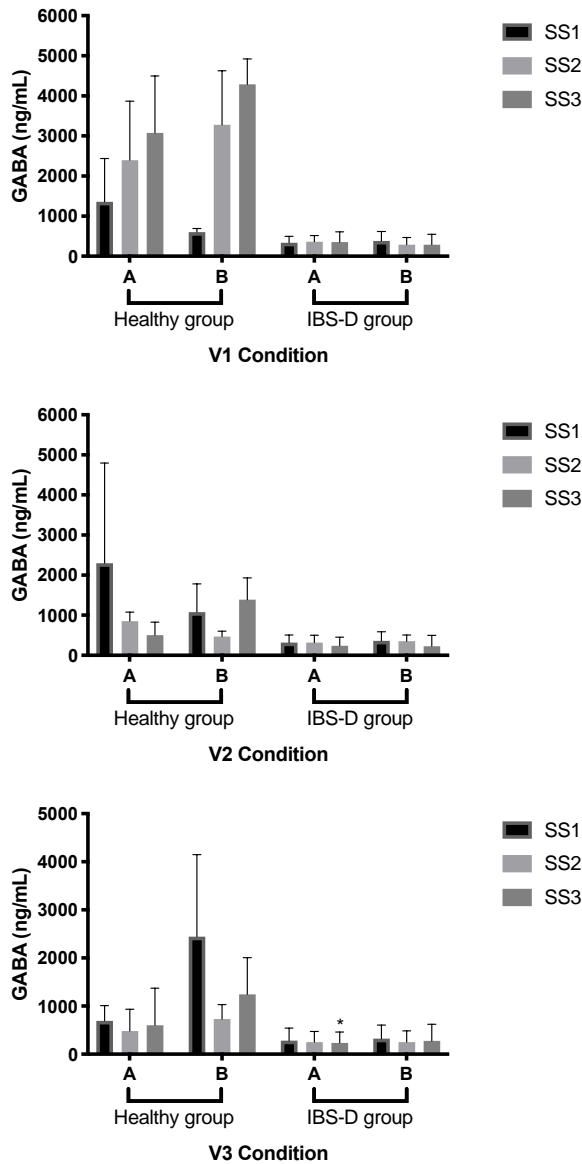 GABA (ng/mL)
6000
5000
4000
3000
2000
1000
0
SS1
SS2
SS3
A B A B
Healthy group IBS-D group
V1 Condition
GABA (ng/mL)
6000
5000
4000
3000
2000
1000
0
SS1
SS2
SS3
A B A B
Healthy group IBS-D group
V2 Condition
GABA (ng/mL)
5000
4000
3000
2000
1000
0
SS1
SS2
SS3
*
A B A B
Healthy group IBS-D group
V3 Condition